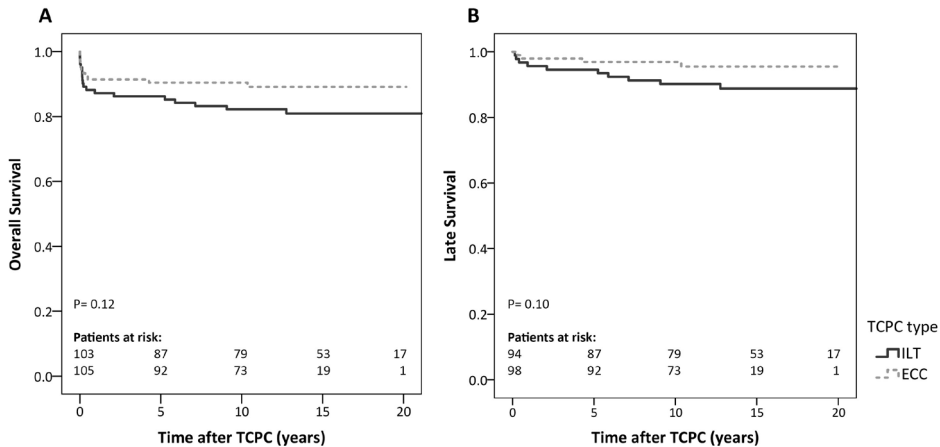 A
Overall Survival
1.0
0.8
0.6
0.4
0.2
0.0
P= 0.12
Patients at risk:
103 87 79 53 17
105 92 73 19 1
0 5 10 15 20
Time after TCPC (years)
B
Late Survival
1.0
0.8
0.6
0.4
0.2
0.0
P= 0.10
Patients at risk:
94 87 79 53 17
98 92 73 19 1
0 5 10 15 20
Time after TCPC (years)
TCPC type
ILT
ECC